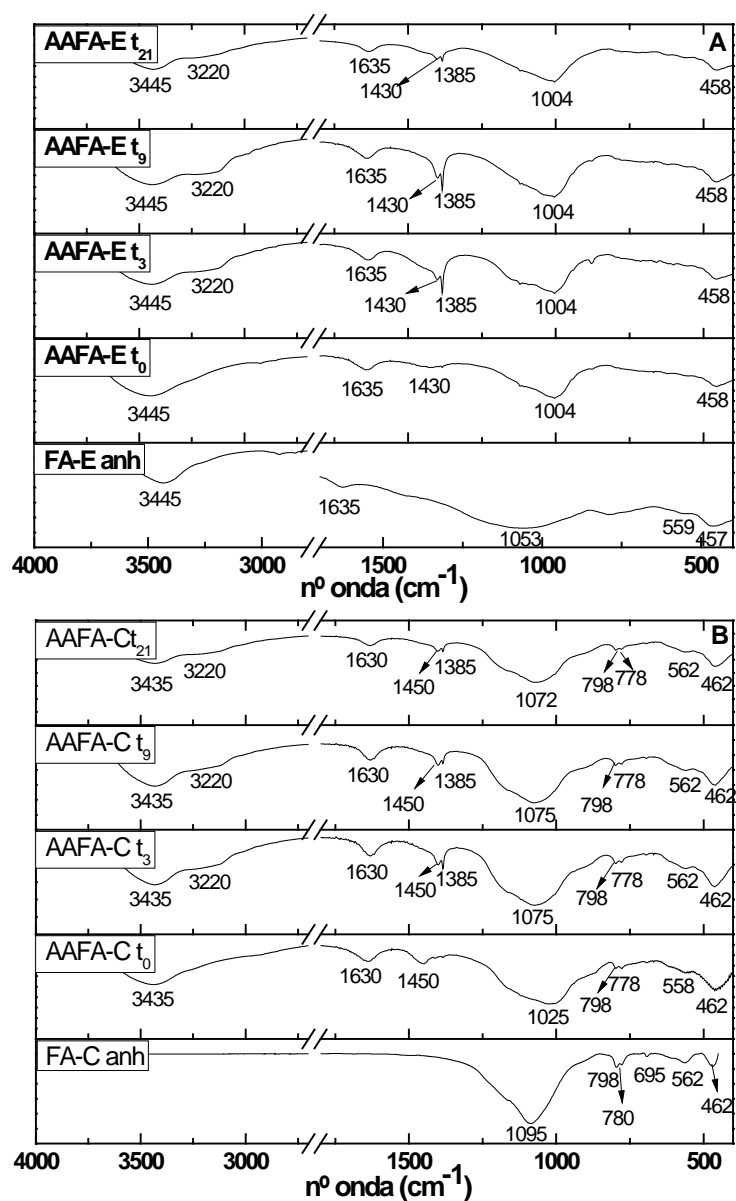 A
AAFA-E t21
3445 3220 1635 1430 1385 1004 458
AAFA-E t9
3445 3220 1635 1430 1385 1004 458
AAFA-E t3
3445 3220 1635 1430 1385 1004 458
AAFA-E t0
3445 1635 1430 1004 458
FA-E anh
3445 1635 1053 559 457
4000 3500 3000 1500 1000 500
nº onda (cm-1)
B
AAFA-Ct21
3435 3220 1630 1450 1385 1072 798 778 562 462
AAFA-C t9
3435 3220 1630 1450 1385 1075 798 778 562 462
AAFA-C t3
3435 3220 1630 1450 1385 1075 798 778 562 462
AAFA-C t0
3435 1630 1450 1025 798 778 558 462
FA-C anh
1095 798 780 695 562 462
4000 3500 3000 1500 1000 500
nº onda (cm-1)